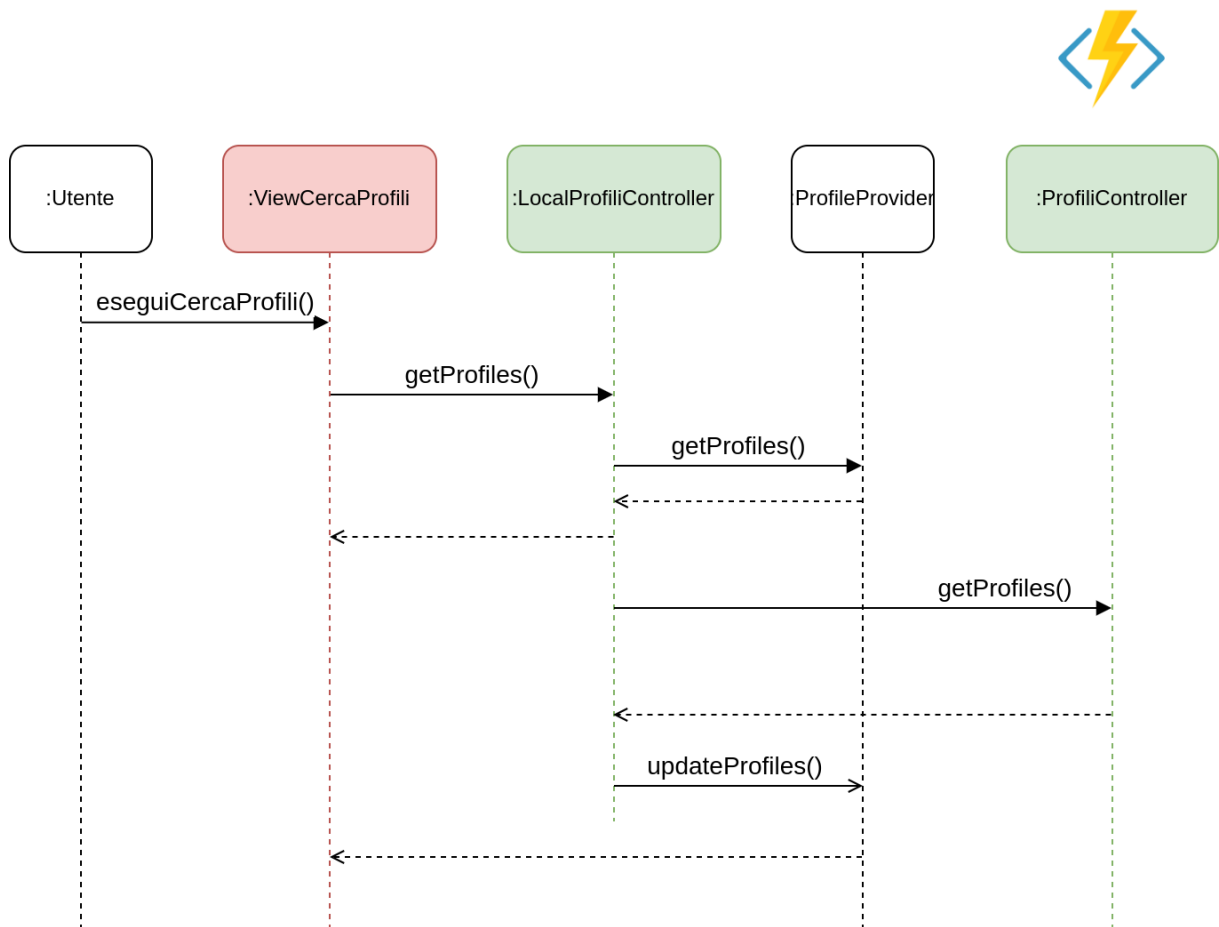 :Utente
:ViewCercaProfili
:LocalProfiliController
:ProfileProvider
:ProfiliController
eseguiCercaProfili()
getProfiles()
getProfiles()
getProfiles()
updateProfiles()